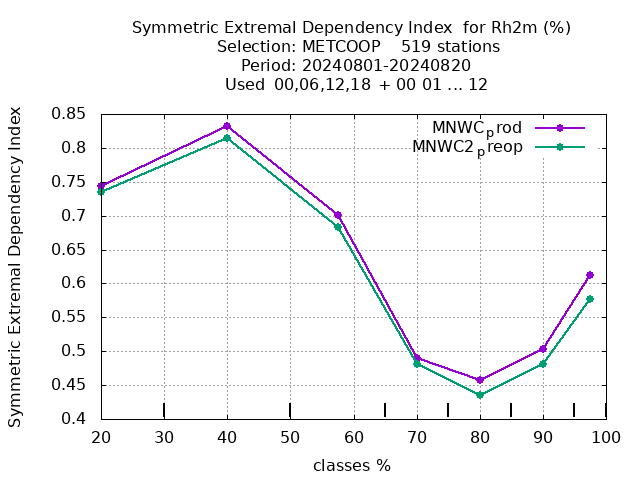 Symmetric Extremal Dependency Index  for Rh2m (%)
Selection: METCOOP    519 stations
Period: 20240801-20240820
Used  00,06,12,18 + 00 01 ... 12
Symmetric Extremal Dependency Index
0.85
0.8
0.75
0.7
0.65
0.6
0.55
0.5
0.45
0.4
MNWCprod
MNWC2preop
20 30 40 50 60 70 80 90 100
classes %